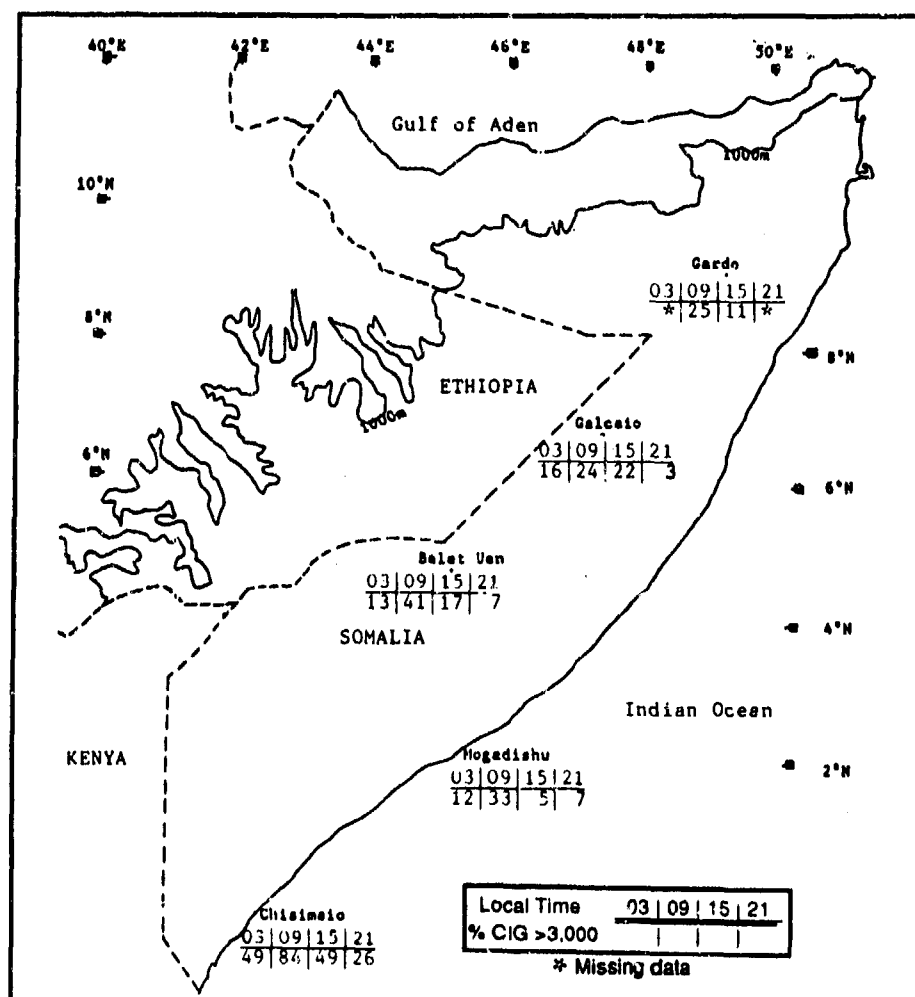 40°E 42°E 44°E 46°E 48°E 50°E
Gulf of Aden
1000m
10°N
Gardo
03 | 09 | 15 | 21
* | 25 | 11 | *
8°N
8°N
ETHIOPIA
1000m
Galcaio
03 | 09 | 15 | 21
16 | 24 | 22 | 3
6°N
6°N
Belet Uen
03 | 09 | 15 | 21
13 | 41 | 17 | 7
4°N
SOMALIA
Indian Ocean
KENYA
Mogadishu
03 | 09 | 15 | 21
12 | 33 | 5 | 7
2°N
Chisimaio
03 | 09 | 15 | 21
49 | 84 | 49 | 26
Local Time 03 | 09 | 15 | 21
% CIG >3,000
* Missing data